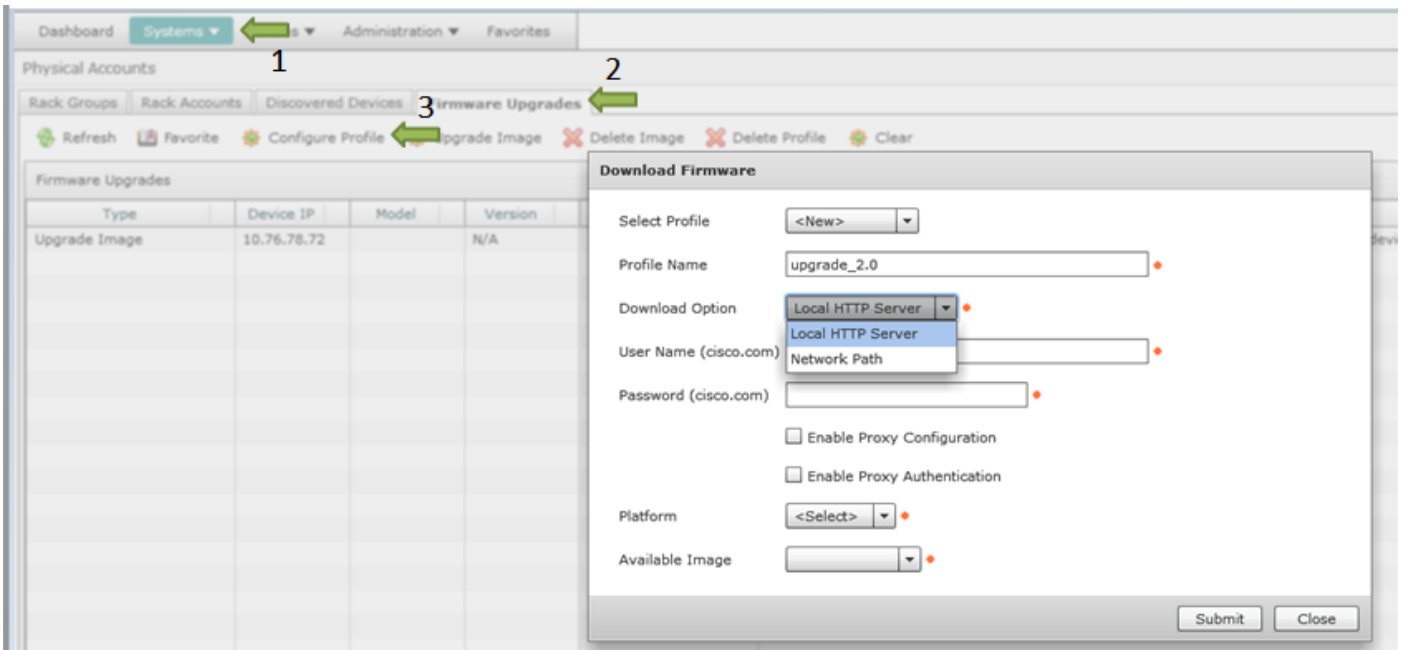 Dashboard Systems s Administration Favorites
1
Physical Accounts
2
Rack Groups Rack Accounts Discovered Devices Firmware Upgrades
3
Refresh Favorite Configure Profile Upgrade Image Delete Image Delete Profile Clear
Firmware Upgrades
Type Device IP Model Version
Upgrade Image 10.76.78.72 N/A
Download Firmware
Select Profile <New>
Profile Name upgrade_2.0
Download Option Local HTTP Server
Local HTTP Server
Network Path
User Name (cisco.com)
Password (cisco.com)
Enable Proxy Configuration
Enable Proxy Authentication
Platform <Select>
Available Image
Submit Close